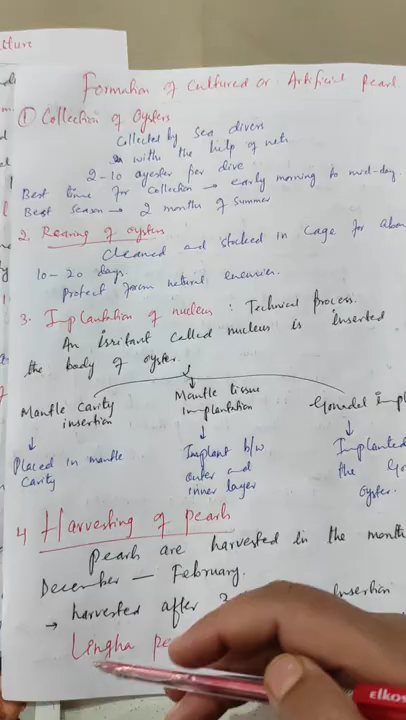 Formation of Cultured or Artificial Pearl
① Collection of Oysters
Collected by sea divers
with the help of nets
2-10 oyester per dive
Best time for collection → early morning to mid-day.
Best season → 2 month of summer
2. Rearing of oysters
Cleaned and stocked in cage for
10-20 days.
Protect from natural enemies.
3. Implantation of nucleus : Technical process.
An irritant called nucleus is inserted
the body of oyster.
Mantle cavity insertion
Mantle tissue implantation
Gonadal
↓ Placed in mantle cavity
↓ Implant b/w outer and inner layer
↓ Implanted the oyster.
4 Harvesting of pearls
Pearls are harvested in the month
December — February.
→ harvested after 3 Insertion
Lingha
elkos